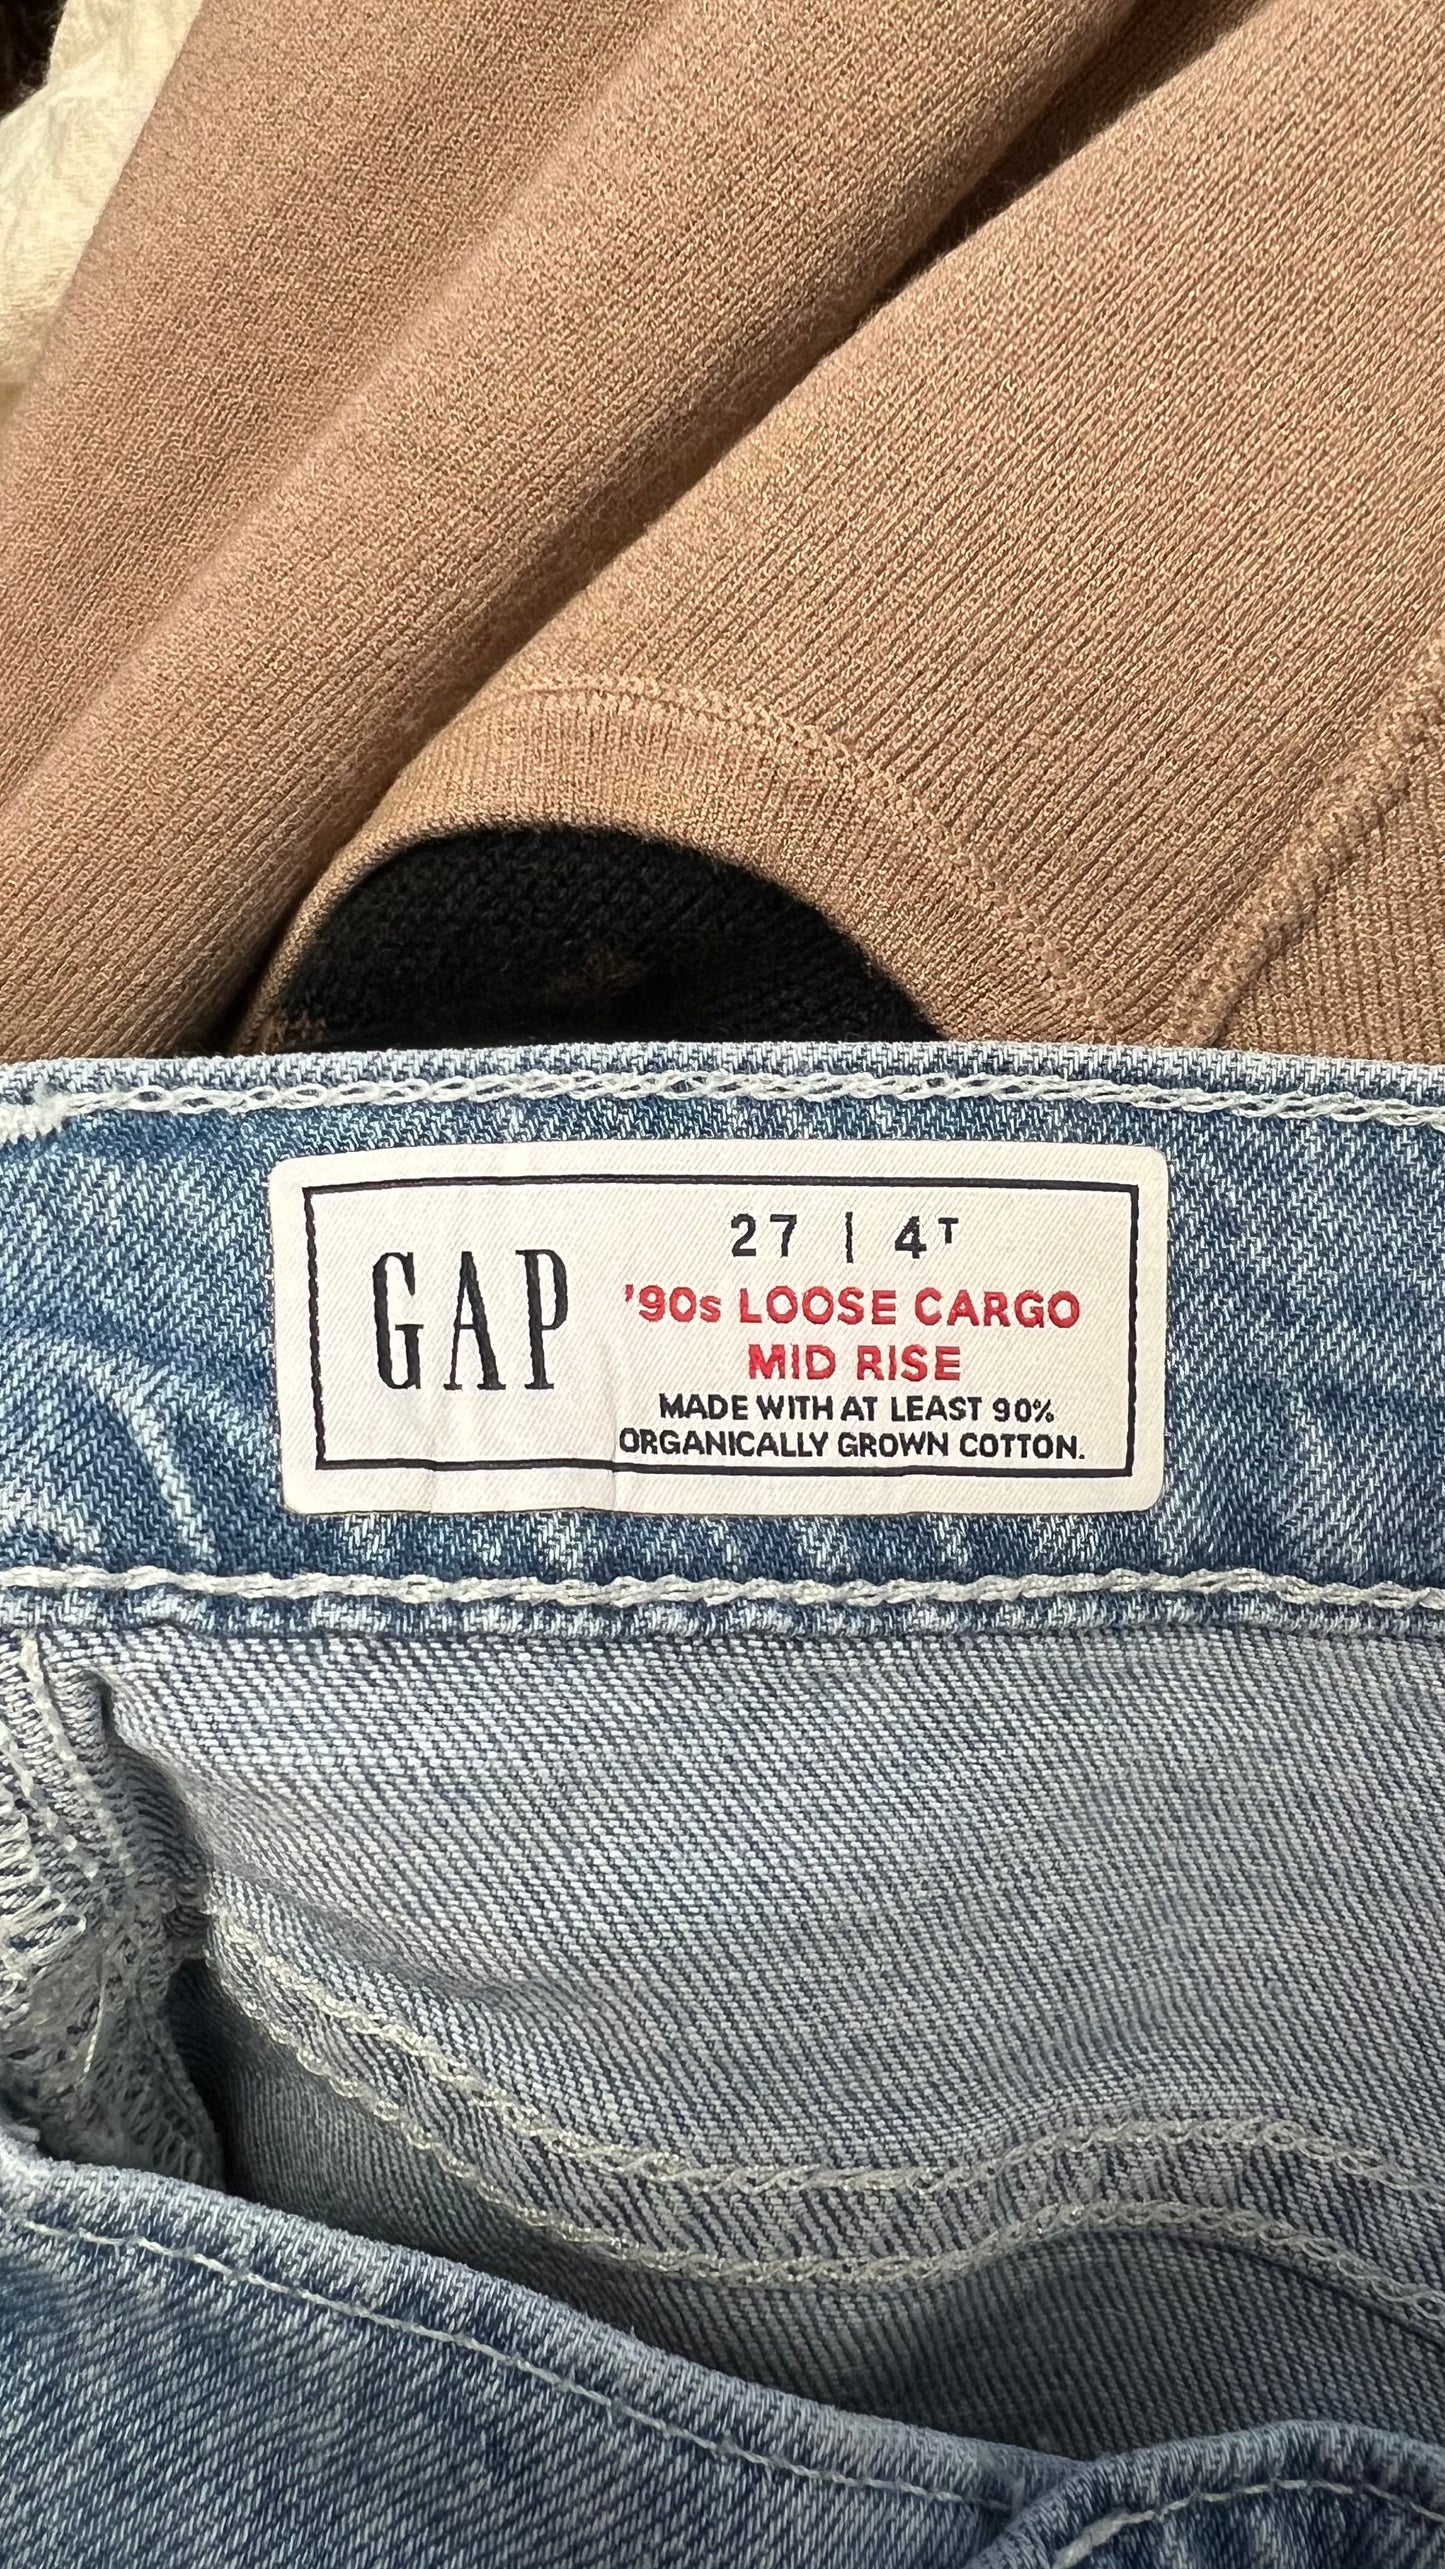 GAP
27 | 4T
'90s LOOSE CARGO
MID RISE
MADE WITH AT LEAST 90%
ORGANICALLY GROWN COTTON.